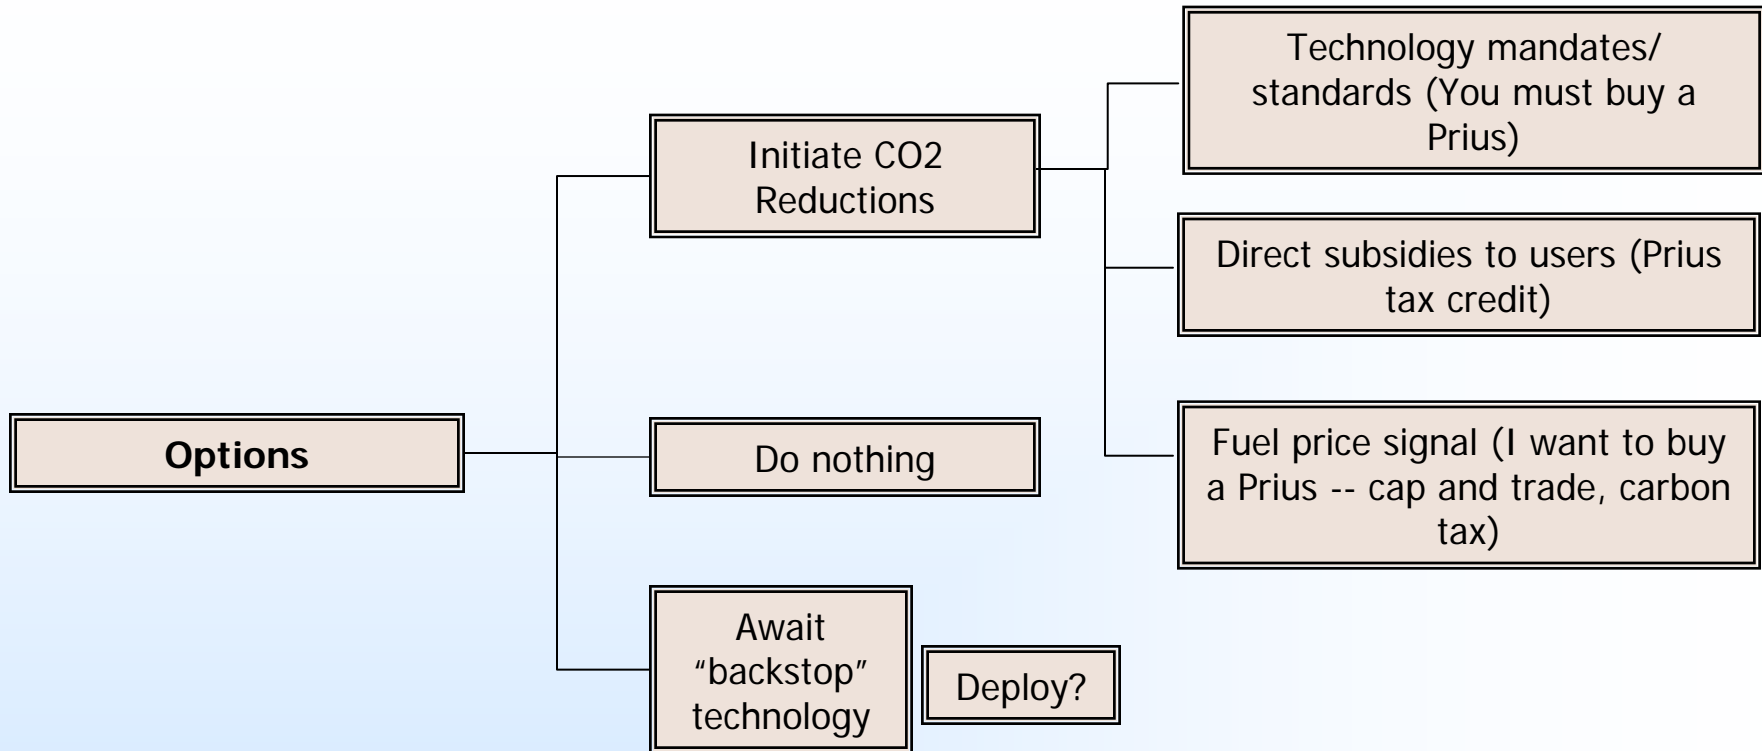 Options
Initiate CO2
Reductions
Do nothing
Await
“backstop”
technology
Deploy?
Technology mandates/
standards (You must buy a
Prius)
Direct subsidies to users (Prius
tax credit)
Fuel price signal (I want to buy
a Prius -- cap and trade, carbon
tax)